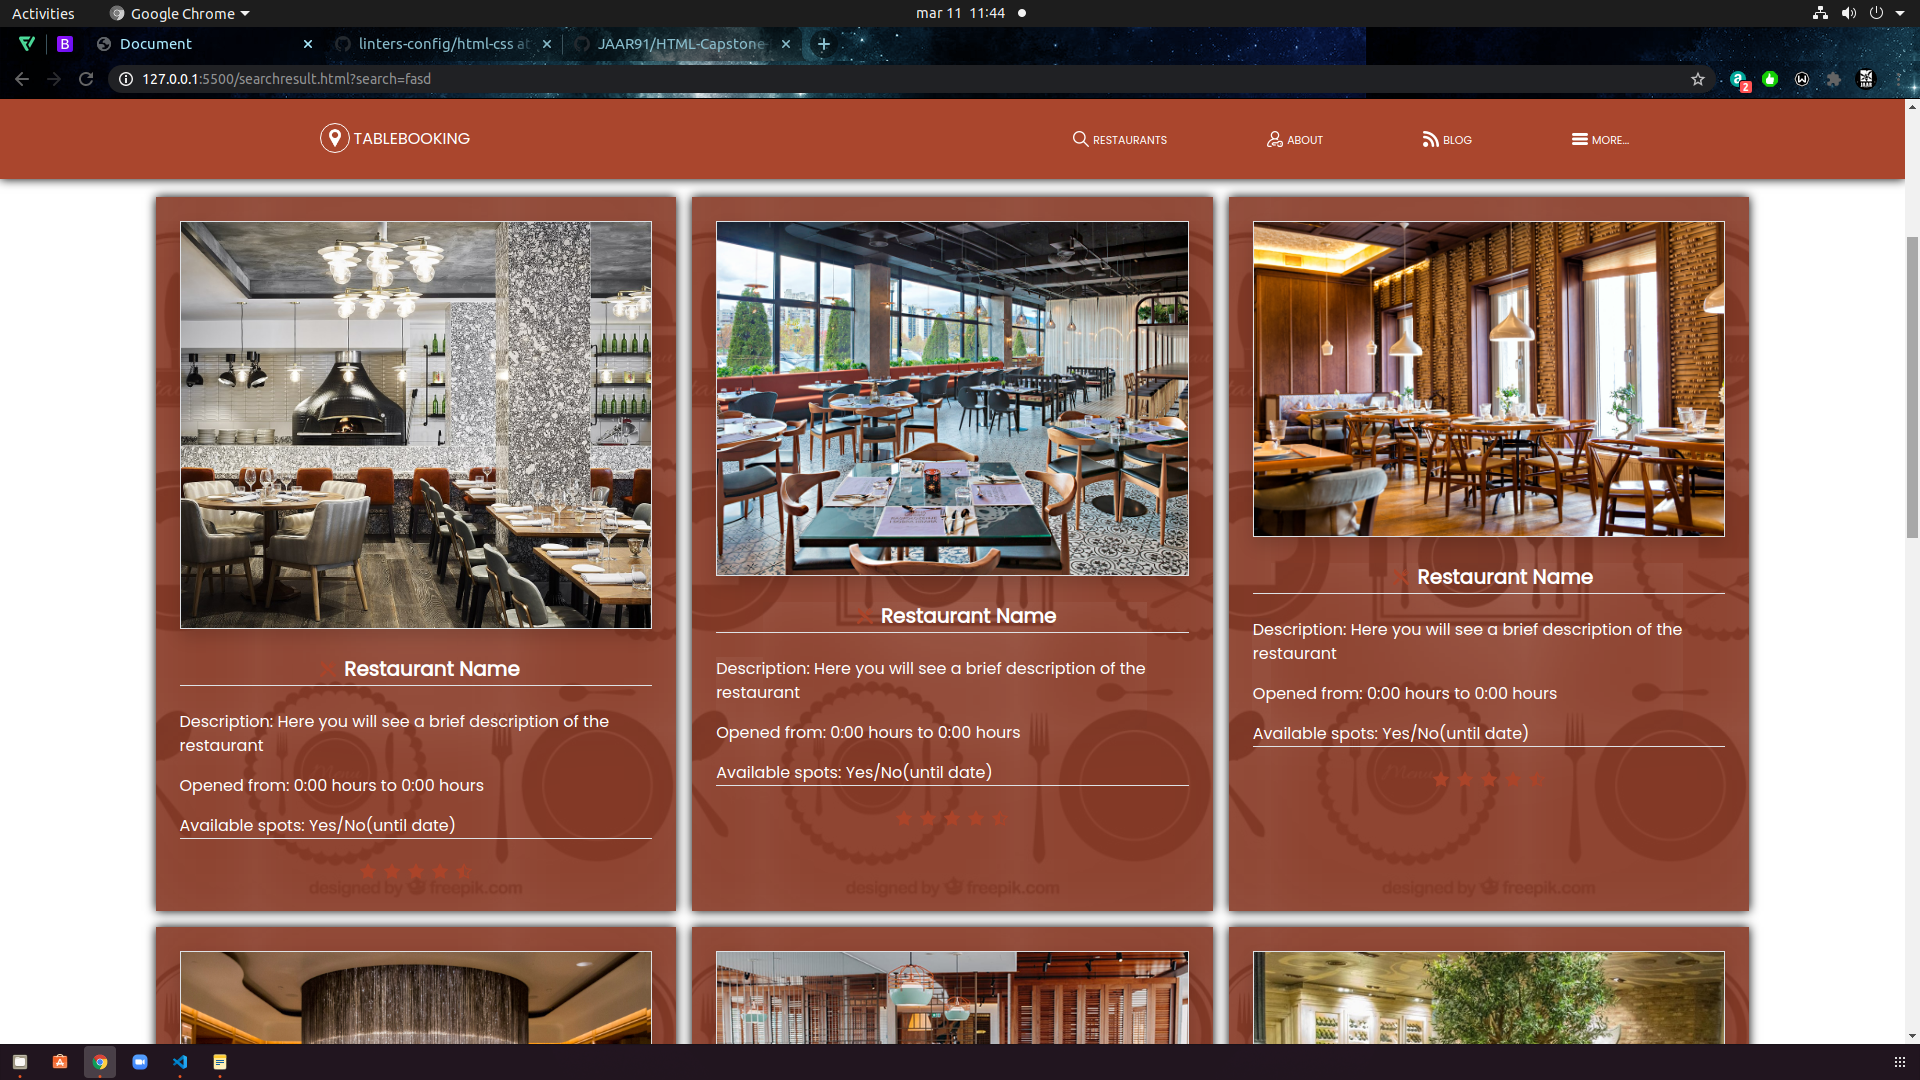 Activities
Google Chrome
mar 11 11:44
B
Document
linters-config/html-css at
JAAR91/HTML-Capstone
127.0.0.1:5500/searchresult.html?search=fasd
2
TABLEBOOKING
RESTAURANTS
ABOUT
BLOG
MORE...
Restaurant Name
Description: Here you will see a brief description of the
restaurant
Opened from: 0:00 hours to 0:00 hours
Available spots: Yes/No(until date)
designed by freepik.com
Restaurant Name
Description: Here you will see a brief description of the
restaurant
Opened from: 0:00 hours to 0:00 hours
Available spots: Yes/No(until date)
designed by freepik.com
Restaurant Name
Description: Here you will see a brief description of the
restaurant
Opened from: 0:00 hours to 0:00 hours
Available spots: Yes/No(until date)
Menu
designed by freepik.com